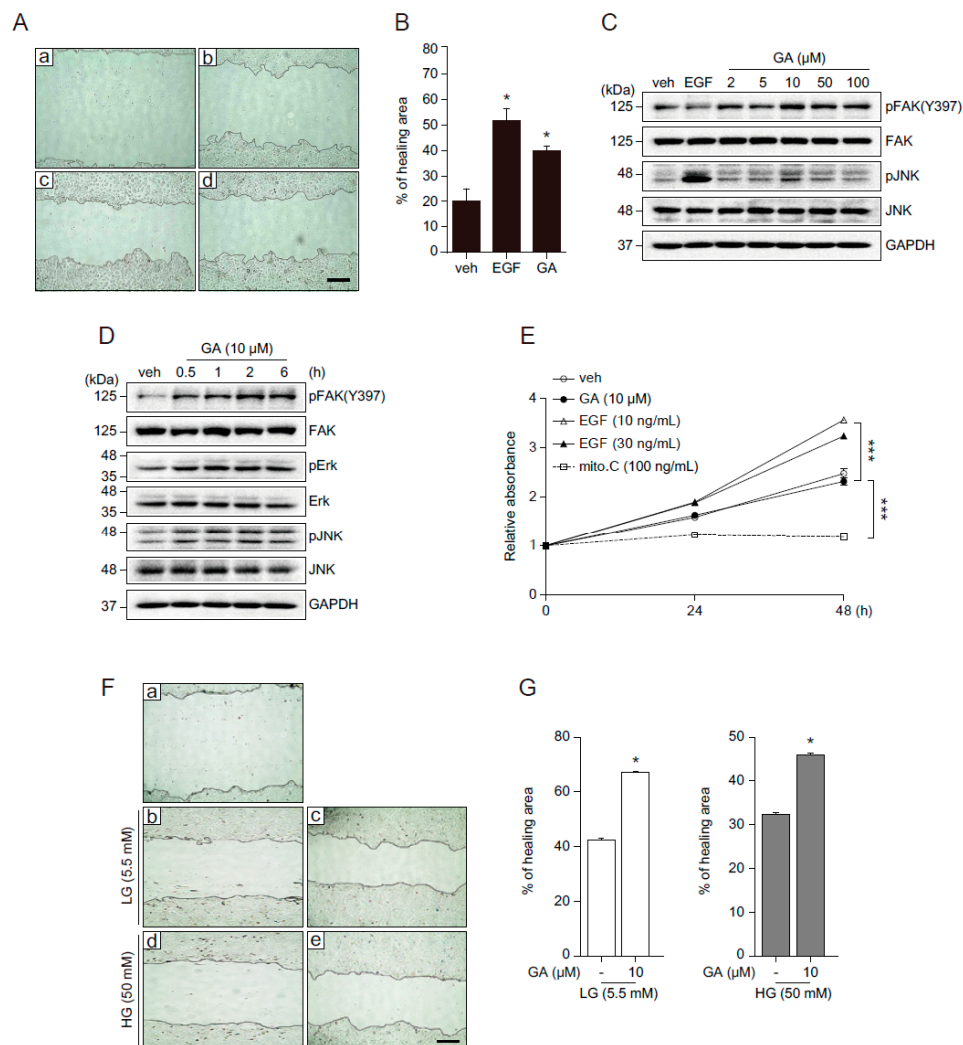 A
a
b
c
d
B
% of healing area
80
70
60
50
40
30
20
10
0
*
*
veh EGF GA
C
GA (µM)
(kDa) veh EGF 2 5 10 50 100
125 pFAK(Y397)
125 FAK
48 pJNK
48 JNK
37 GAPDH
D
GA (10 µM)
(kDa) veh 0.5 1 2 6 (h)
125 pFAK(Y397)
125 FAK
48
35 pErk
48
35 Erk
48 pJNK
48 JNK
37 GAPDH
E
veh
GA (10 µM)
EGF (10 ng/mL)
EGF (30 ng/mL)
mito.C (100 ng/mL)
Relative absorbance
4
3
2
1
0
***
***
0 24 48 (h)
F
a
LG (5.5 mM)
b
c
HG (50 mM)
d
e
G
% of healing area
80
60
40
20
0
*
GA (µM) - 10
LG (5.5 mM)
% of healing area
50
40
30
20
10
0
*
GA (µM) - 10
HG (50 mM)